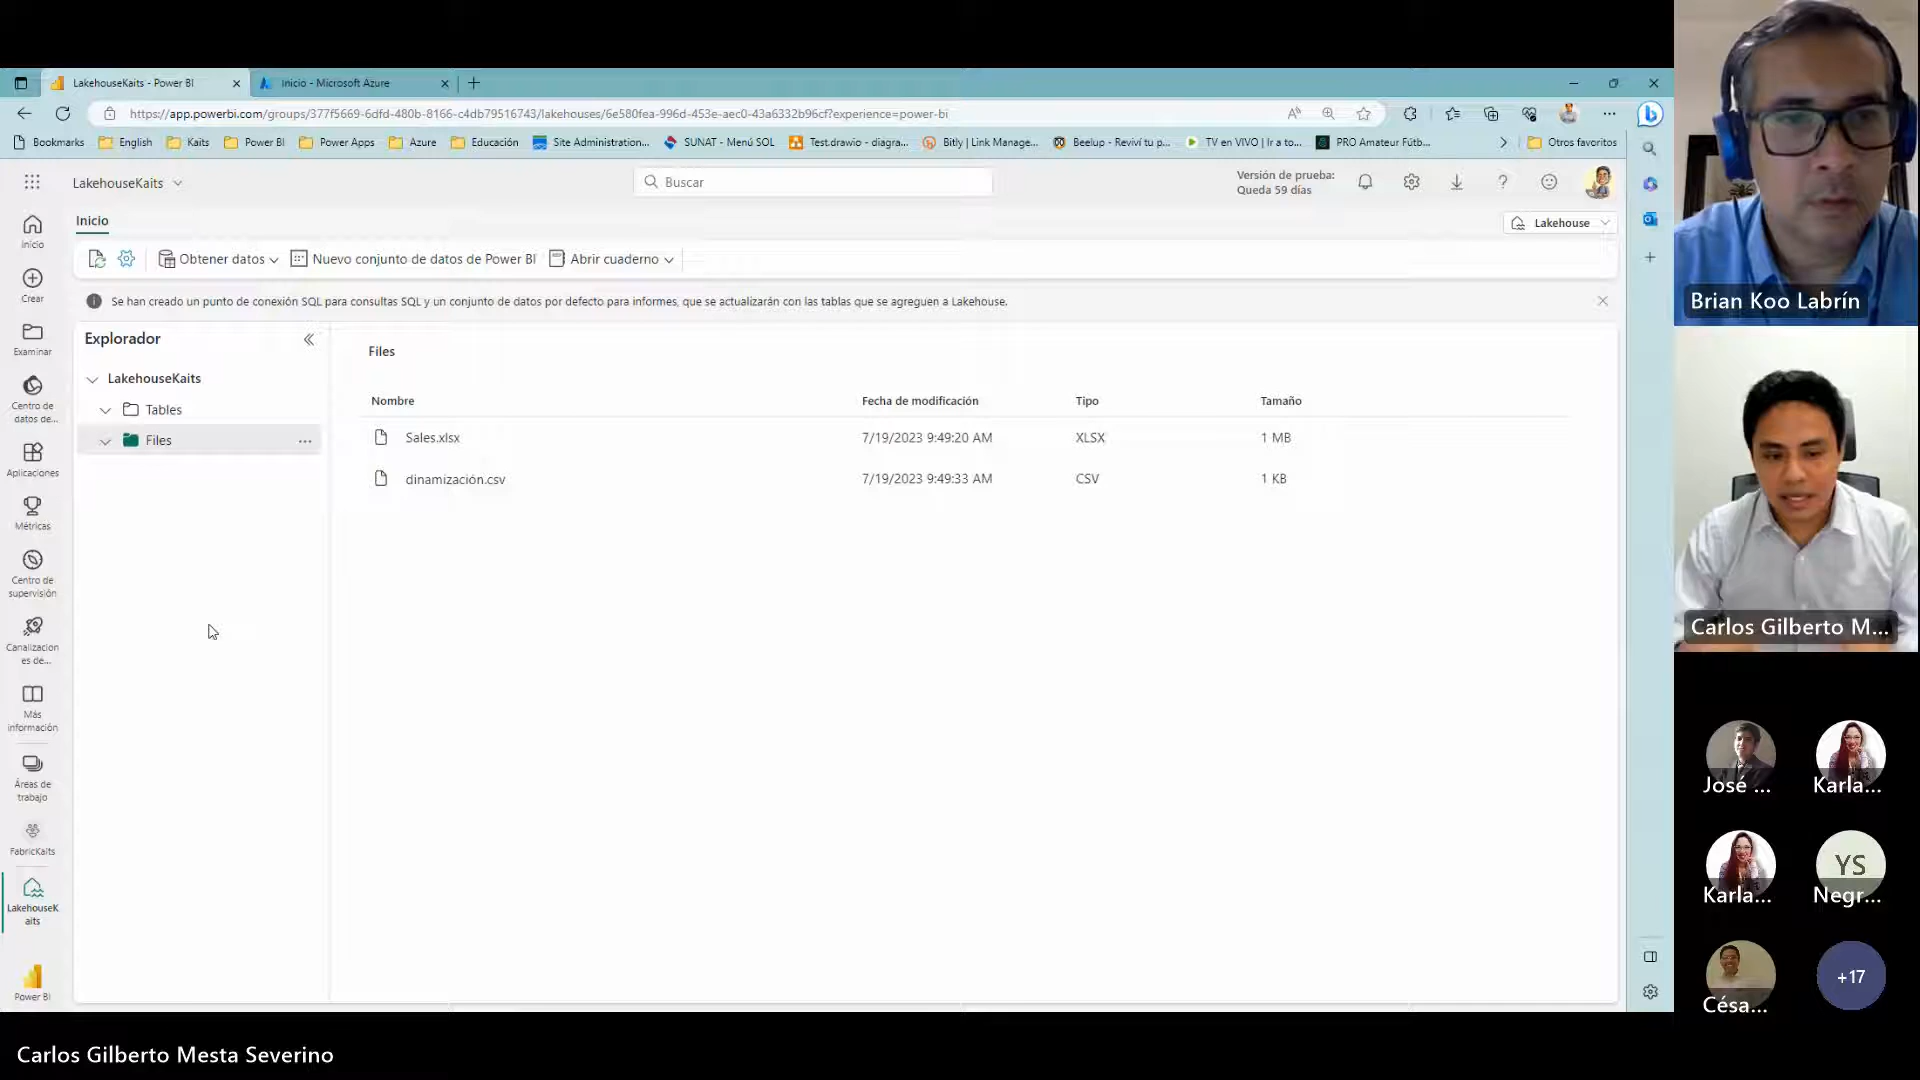 LakehouseKaits - Power BI
Inicio - Microsoft Azure
https://app.powerbi.com/groups/377f5669-6dfd-480b-8166-c4db79516743/lakehouses/6e580fea-996d-453e-aec0-43a6332b96cf?experience=power-bi
Bookmarks
English
Kaits
Power BI
Power Apps
Azure
Educación
Site Administration...
SUNAT - Menú SOL
Test.drawio - diagra...
Bitly | Link Manage...
Beelup - Reviví tu p...
TV en VIVO | Ir a to...
PRO Amateur Fútb...
Otros favoritos
LakehouseKaits
Buscar
Versión de prueba:
Queda 59 días
Inicio
Lakehouse
Obtener datos
Nuevo conjunto de datos de Power BI
Abrir cuaderno
Se han creado un punto de conexión SQL para consultas SQL y un conjunto de datos por defecto para informes, que se actualizarán con las tablas que se agreguen a Lakehouse.
Inicio
Crear
Examinar
Centro de
datos de...
Aplicaciones
Métricas
Centro de
supervisión
Canalizacion
es de...
Más
información
Áreas de
trabajo
FabricKaits
LakehouseK
aits
Power BI
Explorador
LakehouseKaits
Tables
Files
Files
Nombre
Fecha de modificación
Tipo
Tamaño
Sales.xlsx
7/19/2023 9:49:20 AM
XLSX
1 MB
dinamización.csv
7/19/2023 9:49:33 AM
CSV
1 KB
Brian Koo Labrín
Carlos Gilberto M...
José ...
Karla...
Karla...
YS
Negr...
Césa...
+17
Carlos Gilberto Mesta Severino